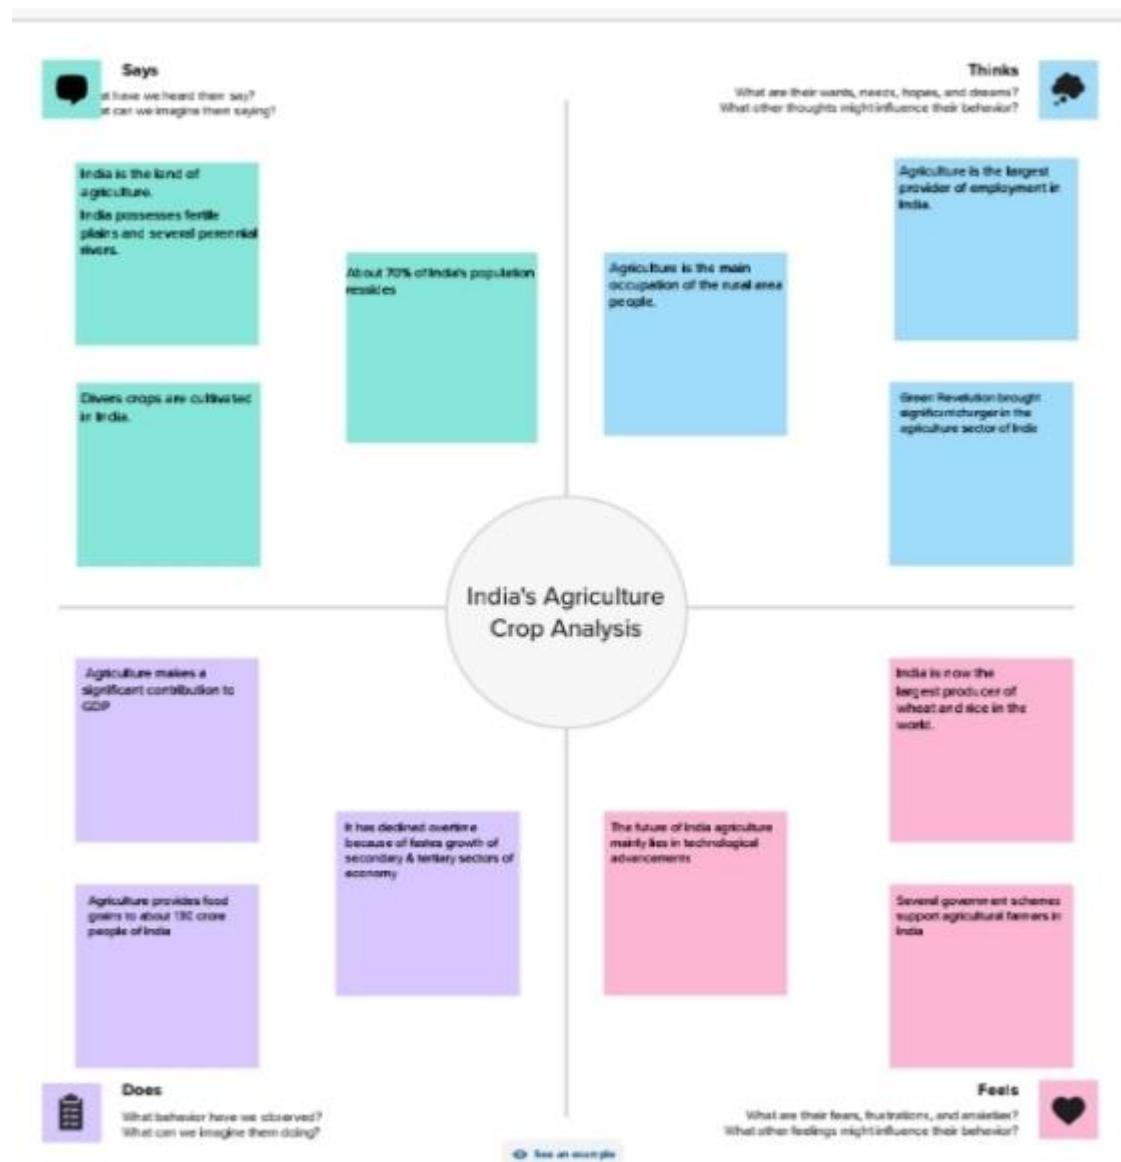 Says
at have we heard them say?
at can we imagine them saying?
India is the land of
agriculture.
India possesses fertile
plains and several perennial
rivers.
About 70% of India's population
ressides
Divers crops are cultivated
in India.
Thinks
What are their wants, needs, hopes, and dreams?
What other thoughts might influence their behavior?
Agriculture is the largest
provider of employment in
India.
Agriculture is the main
occupation of the rural area
people.
Green Revolution brought
significant in the
agriculture sector of India
India's Agriculture
Crop Analysis
Agriculture makes a
significant contribution to
GDP
It has declined overtime
because of growth of
secondary & tertiary sectors of
economy
Agriculture provides food
grains to about crore
people of India
Does
What behavior have we observed?
What can we imagine them doing?
India is now the
largest producer of
wheat and rice in the
world.
The future of India agriculture
mainly lies in technological
advancements
Several government schemes
support agricultural farmers in
India
Feels
What are their fears, frustrations, and anxieties?
What other feelings might influence their behavior?
See an example